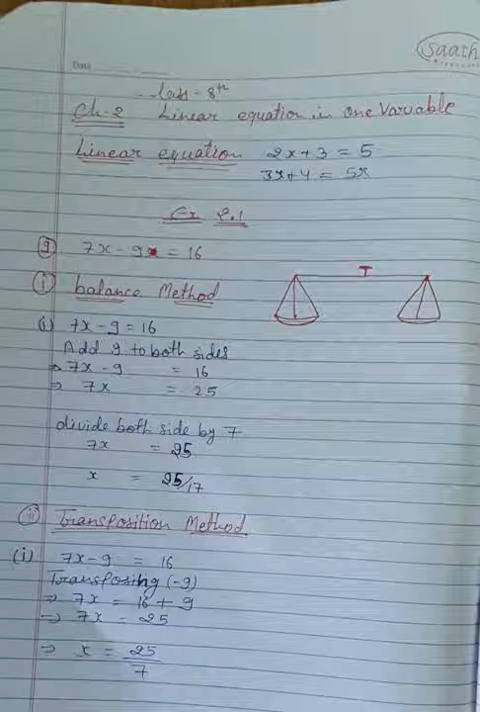 Saath
Date
Class - 8th
Ch-2 Linear equation in one Variable
Linear equation 2x+3 = 5
3x+4 = 5x
Ex 2.1
9 7x - 9 = 16
(i) balance Method
(i) 7x - 9 = 16
Add 9 to both sides
⇒ 7x - 9 = 16
⇒ 7x = 25
divide both side by 7
7x = 25
x = 25/17
(ii) Transposition Method
(i) 7x - 9 = 16
Transposing (-9)
⇒ 7x = 16 + 9
⇒ 7x = 25
⇒ x = 25/7